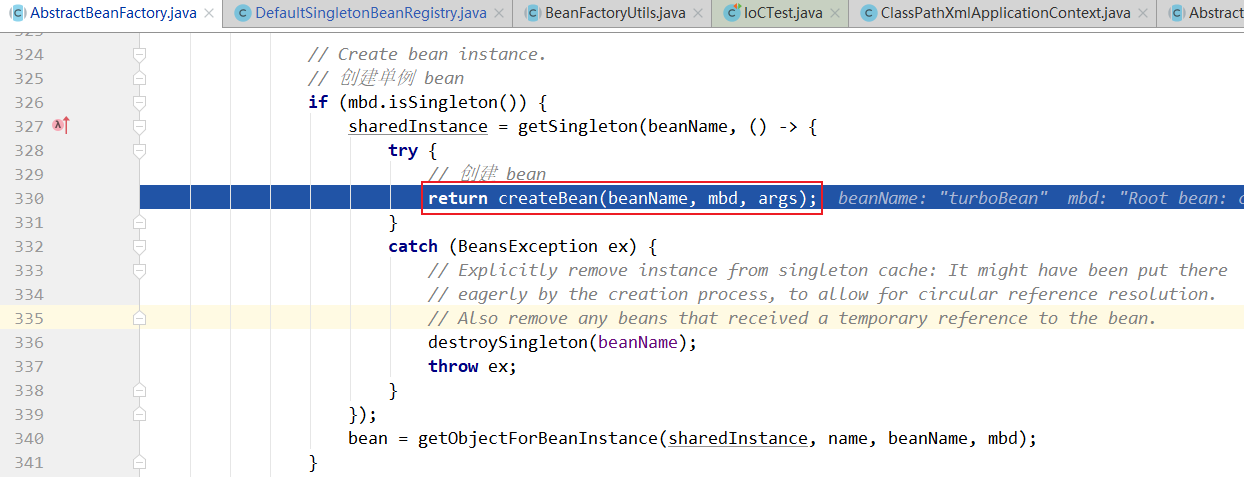 AbstractBeanFactory.java DefaultSingletonBeanRegistry.java BeanFactoryUtils.java IoCTest.java ClassPathXmlApplicationContext.java Abstract
324 // Create bean instance.
325 // 创建单例 bean
326 if (mbd.isSingleton()) {
327 sharedInstance = getSingleton(beanName, () -> {
328 try {
329 // 创建 bean
330 return createBean(beanName, mbd, args); beanName: "turboBean" mbd: "Root bean: c
331 }
332 catch (BeansException ex) {
333 // Explicitly remove instance from singleton cache: It might have been put there
334 // eagerly by the creation process, to allow for circular reference resolution.
335 // Also remove any beans that received a temporary reference to the bean.
336 destroySingleton(beanName);
337 throw ex;
338 }
339 });
340 bean = getObjectForBeanInstance(sharedInstance, name, beanName, mbd);
341 }